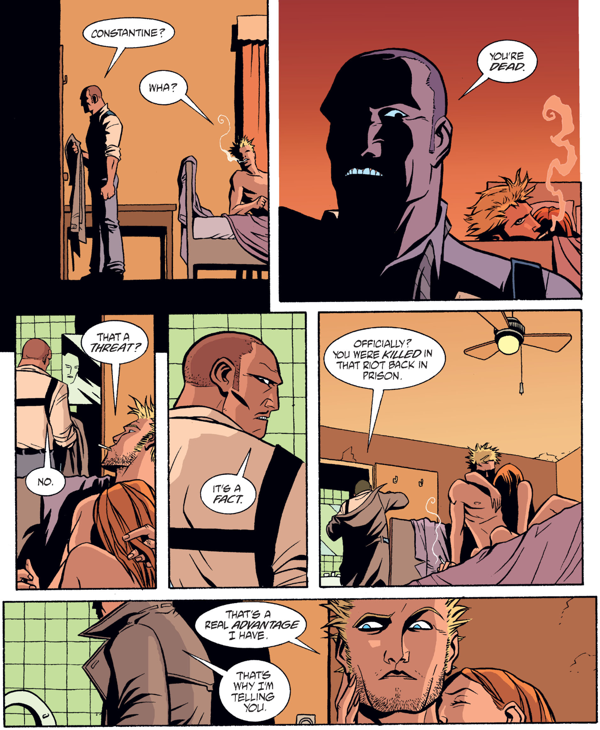 CONSTANTINE?
WHA?
YOU'RE
DEAD.
THAT A
THREAT?
NO.
IT'S A
FACT.
OFFICIALLY?
YOU WERE KILLED IN
THAT RIOT BACK IN
PRISON.
THAT'S A
REAL ADVANTAGE
I HAVE.
THAT'S
WHY I'M
TELLING
YOU.